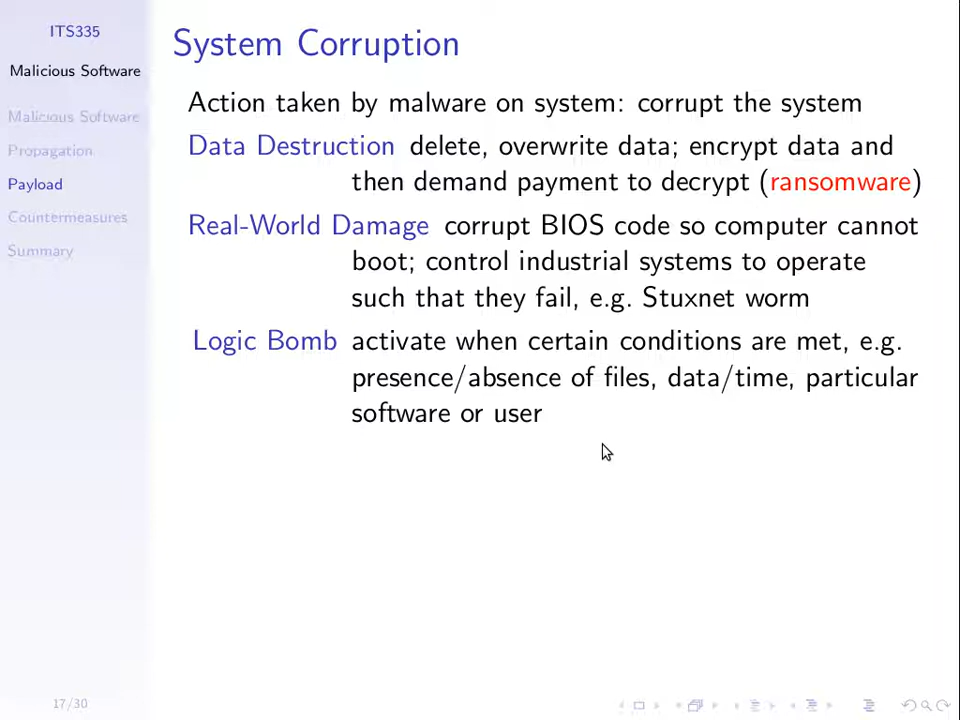 ITS335
Malicious Software
Malicious Software
Propagation
Payload
Countermeasures
Summary
System Corruption
Action taken by malware on system: corrupt the system
Data Destruction delete, overwrite data; encrypt data and
then demand payment to decrypt (ransomware)
Real-World Damage corrupt BIOS code so computer cannot
boot; control industrial systems to operate
such that they fail, e.g. Stuxnet worm
Logic Bomb activate when certain conditions are met, e.g.
presence/absence of files, data/time, particular
software or user
17/30